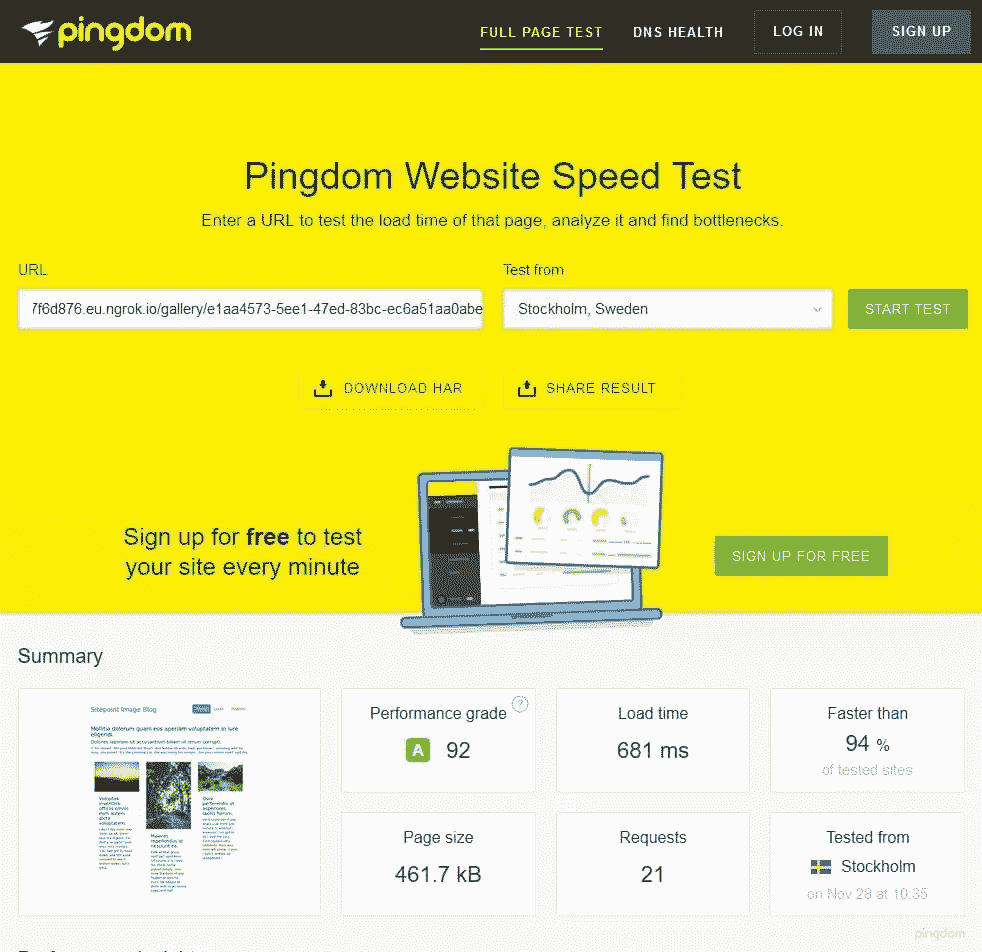 pingdom
FULL PAGE TEST
DNS HEALTH
LOG IN
SIGN UP
Pingdom Website Speed Test
Enter a URL to test the load time of that page, analyze it and find bottlenecks.
URL
Test from
7f6d876.eu.ngrok.io/gallery/e1aa4573-5ee1-47ed-83bc-ec6a51aa0abe
Stockholm, Sweden
START TEST
DOWNLOAD HAR
SHARE RESULT
Sign up for free to test
your site every minute
SIGN UP FOR FREE
Summary
Sitepoint Image Blog
Mollitia dolorum quam eos aperiam voluptatem in iure
eligendi.
Performance grade
?
A 92
Load time
681 ms
Faster than
94 %
of tested sites
Page size
461.7 kB
Requests
21
Tested from
Stockholm
on Nov 28 at 10:35
pingdom